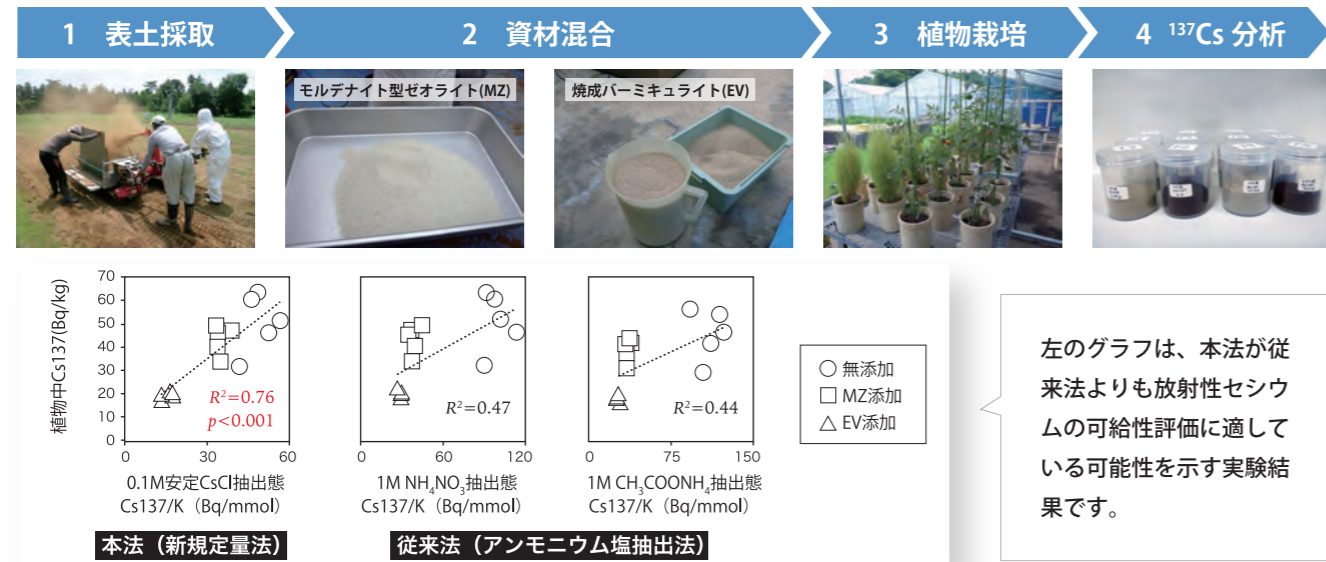 1 表土採取
2 資材混合
3 植物栽培
4 ¹³⁷Cs 分析
モルデナイト型ゼオライト(MZ)
焼成バーミキュライト(EV)
植物中Cs137(Bq/kg)
70
60
50
40
30
20
10
0
R²=0.76
p<0.001
0 30 60
0.1M安定CsCl抽出態
Cs137/K（Bq/mmol）
R²=0.47
0 60 120
1M NH₄NO₃抽出態
Cs137/K（Bq/mmol）
R²=0.44
0 75 150
1M CH₃COONH₄抽出態
Cs137/K（Bq/mmol）
○ 無添加
□ MZ添加
△ EV添加
本法（新規定量法）
従来法（アンモニウム塩抽出法）
左のグラフは、本法が従
来法よりも放射性セシウ
ムの可給性評価に適して
いる可能性を示す実験結
果です。